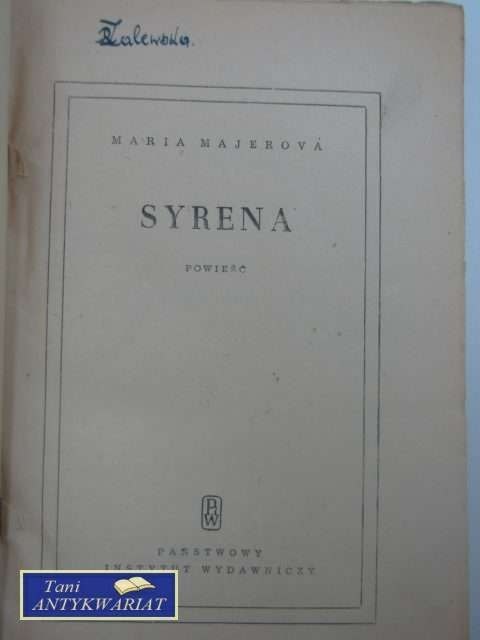 Zalewska.
MARIA MAJEROVÁ
SYRENA
POWIEŚĆ
PIW
PAŃSTWOWY
INSTYTUT WYDAWNICZY
Tani
ANTYKWARIAT